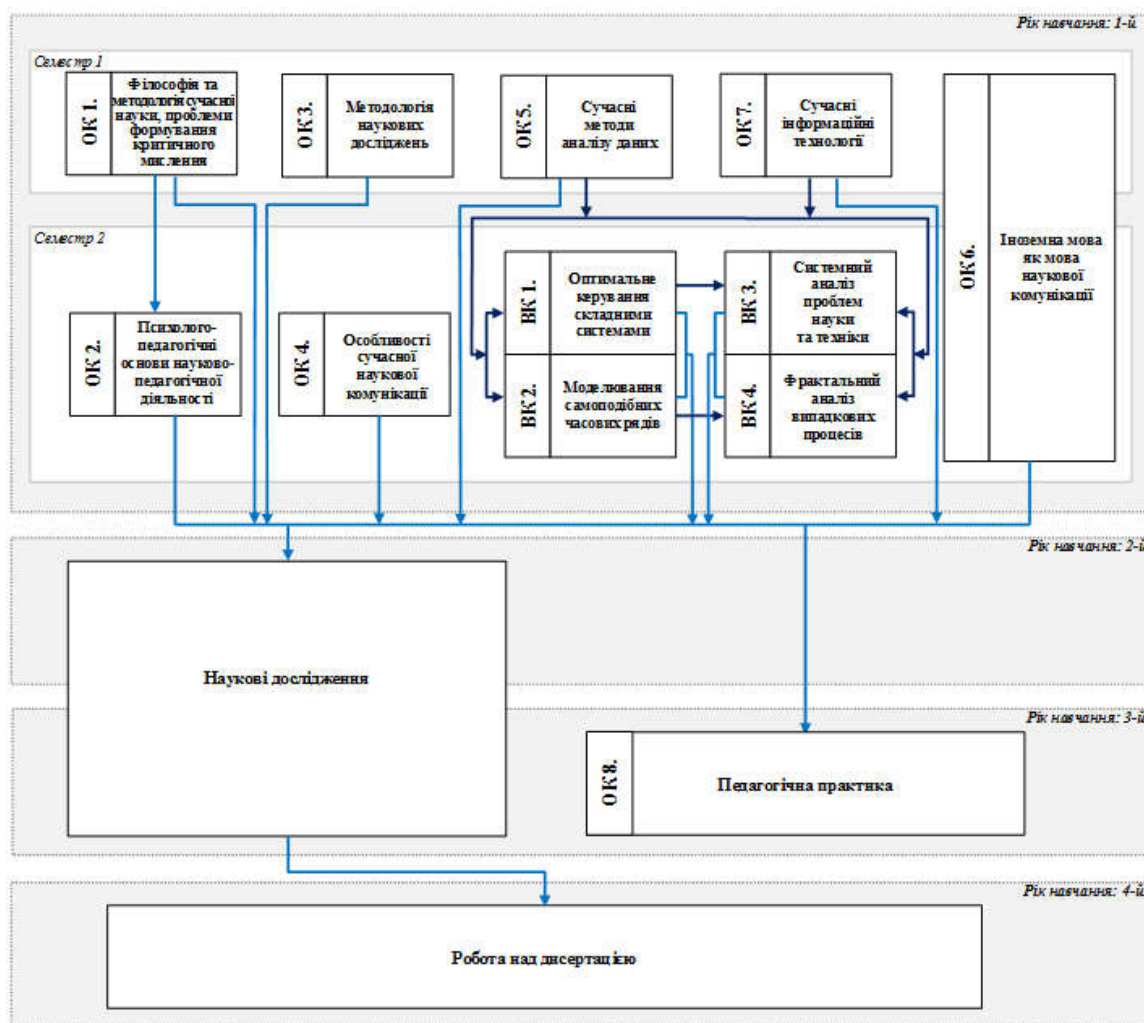 Рік навчання: 1-й
Семестр 1
ОК 1.
Філософія та
методологія сучасної
науки, проблеми
формування
критичного
мислення
ОК 3.
Методологія
наукових
досліджень
ОК 5.
Сучасні
методи
аналізу даних
ОК 7.
Сучасні
інформаційні
технології
ОК 6.
Іноземна мова
як мова
наукової
комунікації
Семестр 2
ОК 2.
Психолого-
педагогічні
основи науково-
педагогічної
діяльності
ОК 4.
Особливості
сучасної
наукової
комунікації
ВК 1.
Оптимальне
керування
складними
системами
ВК 2.
Моделювання
самоподібних
часових рядів
ВК 3.
Системний
аналіз
проблем
науки
та техніки
ВК 4.
Фрактальний
аналіз
випадкових
процесів
Рік навчання: 2-й
Наукові дослідження
Рік навчання: 3-й
ОК 8.
Педагогічна практика
Рік навчання: 4-й
Робота над дисертацією